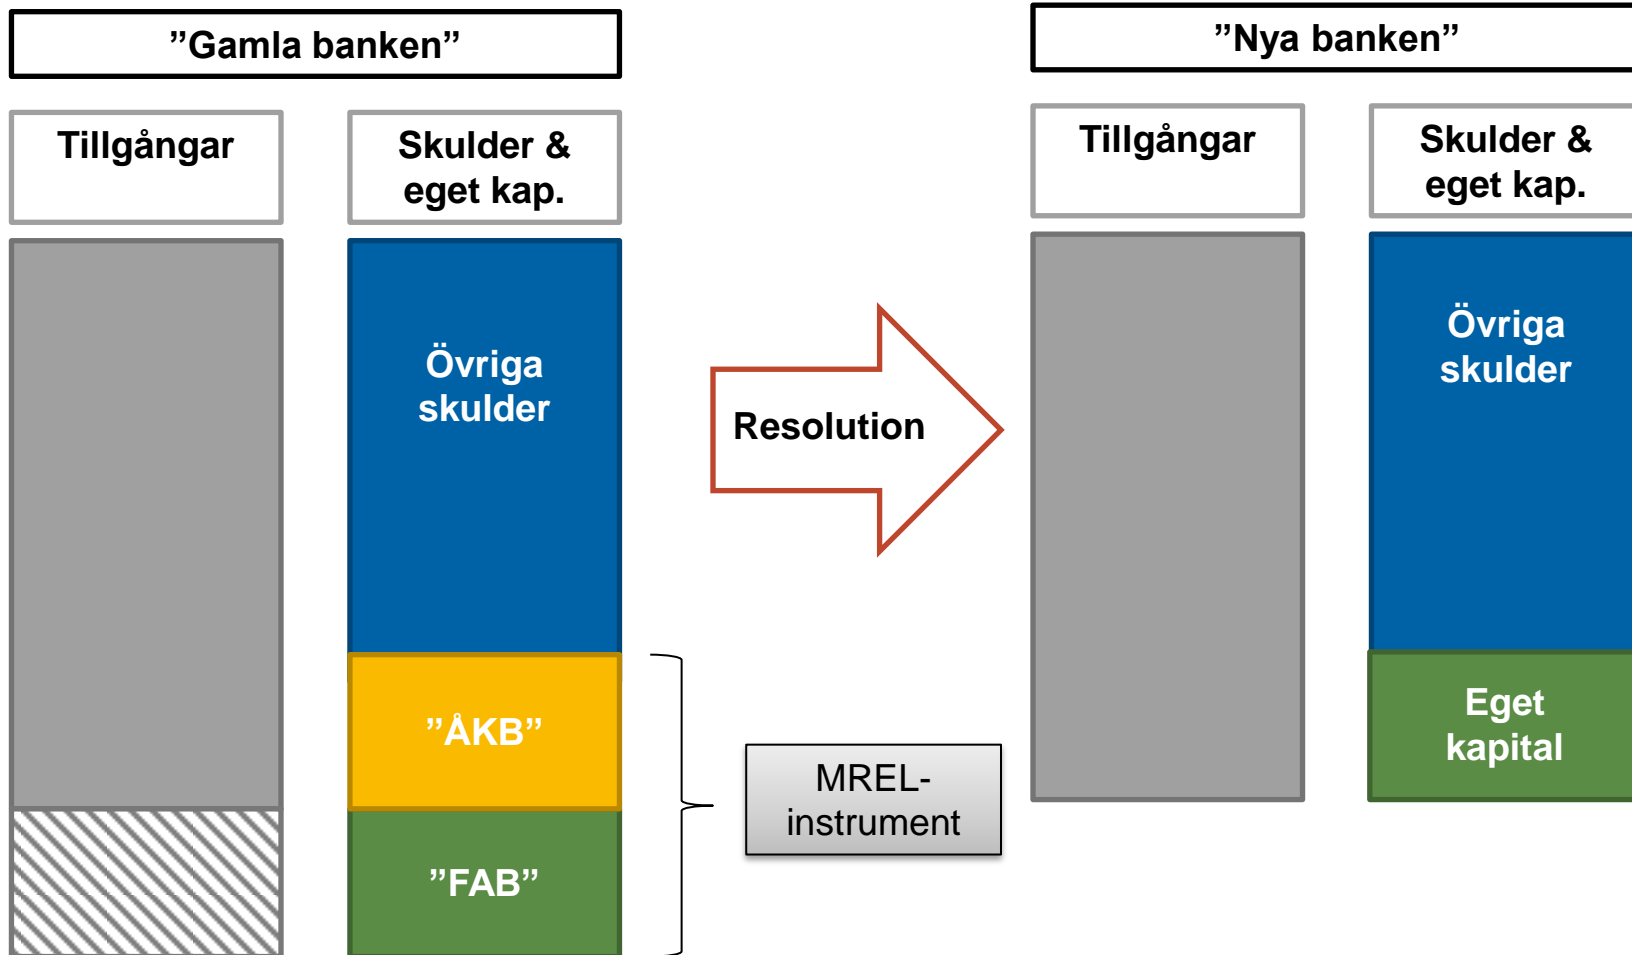 ”Gamla banken”
”Nya banken”
Tillgångar
Skulder &
eget kap.
Tillgångar
Skulder &
eget kap.
Övriga
skulder
Resolution
Övriga
skulder
”ÅKB”
”FAB”
MREL-
instrument
Eget
kapital